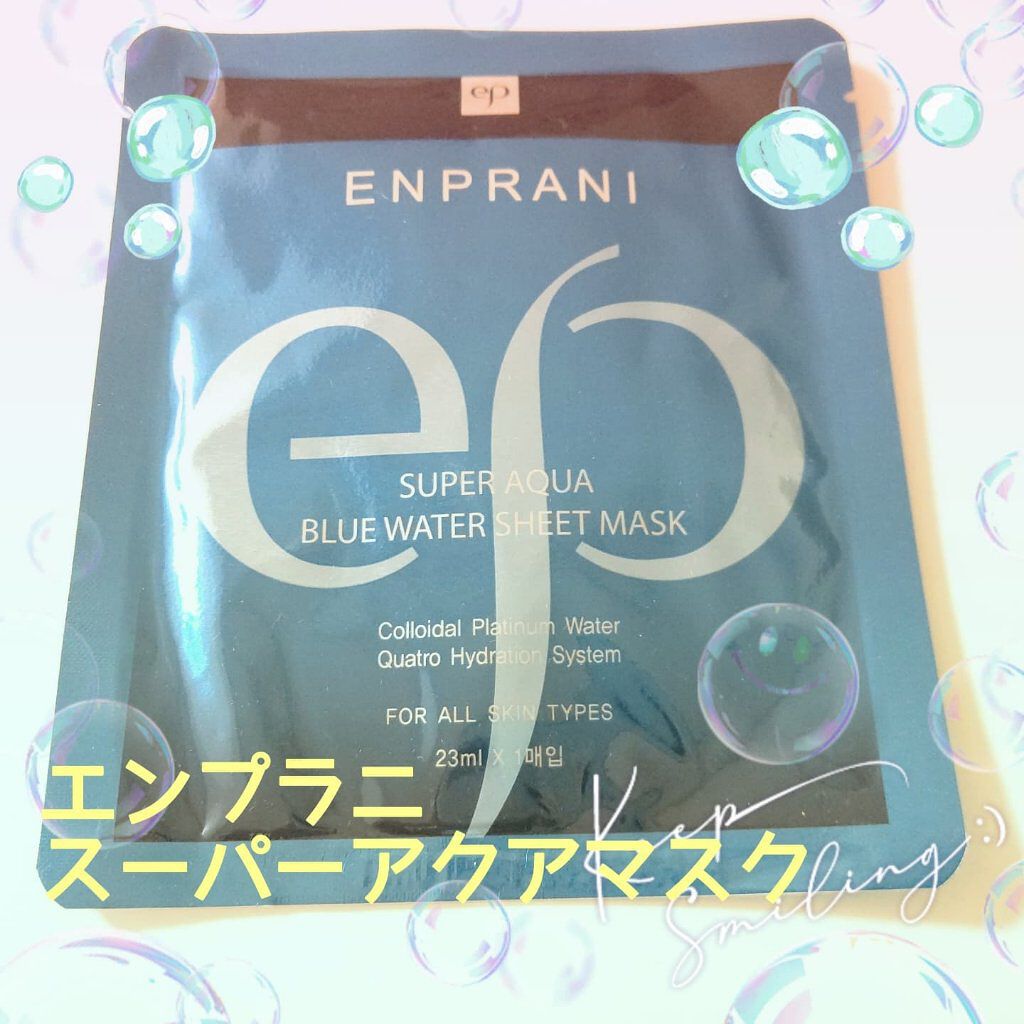 ep
ENPRANI
ep
SUPER AQUA
BLUE WATER SHEET MASK
Colloidal Platinum Water
Quatro Hydration System
FOR ALL SKIN TYPES
23ml X 1매입
エンプラニ
スーパーアクアマスク
Keep
Smiling :)